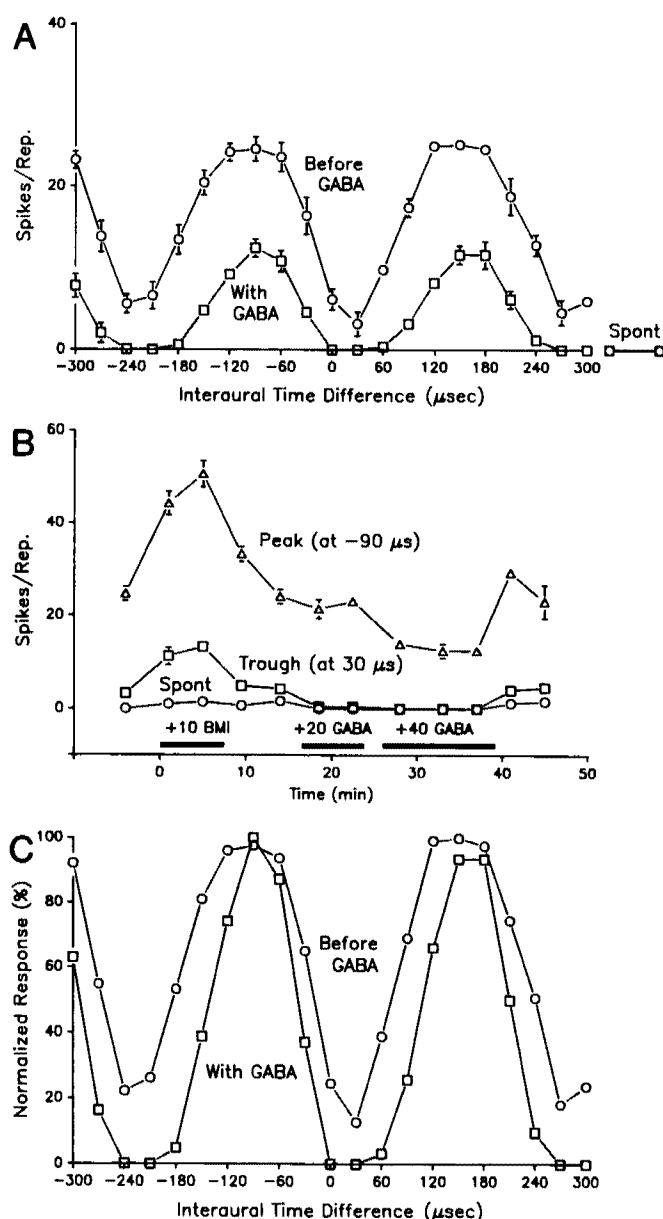 A
40
20
0
Spikes/Rep.
Before
GABA
With
GABA
Spont
-300 -240 -180 -120 -60 0 60 120 180 240 300
Interaural Time Difference (μsec)
B
60
40
20
0
Spikes/Rep.
Peak (at -90 μs)
Trough (at 30 μs)
Spont
+10 BMI +20 GABA +40 GABA
0 10 20 30 40 50
Time (min)
C
100
80
60
40
20
0
Normalized Response (%)
Before
GABA
With GABA
-300 -240 -180 -120 -60 0 60 120 180 240 300
Interaural Time Difference (μsec)